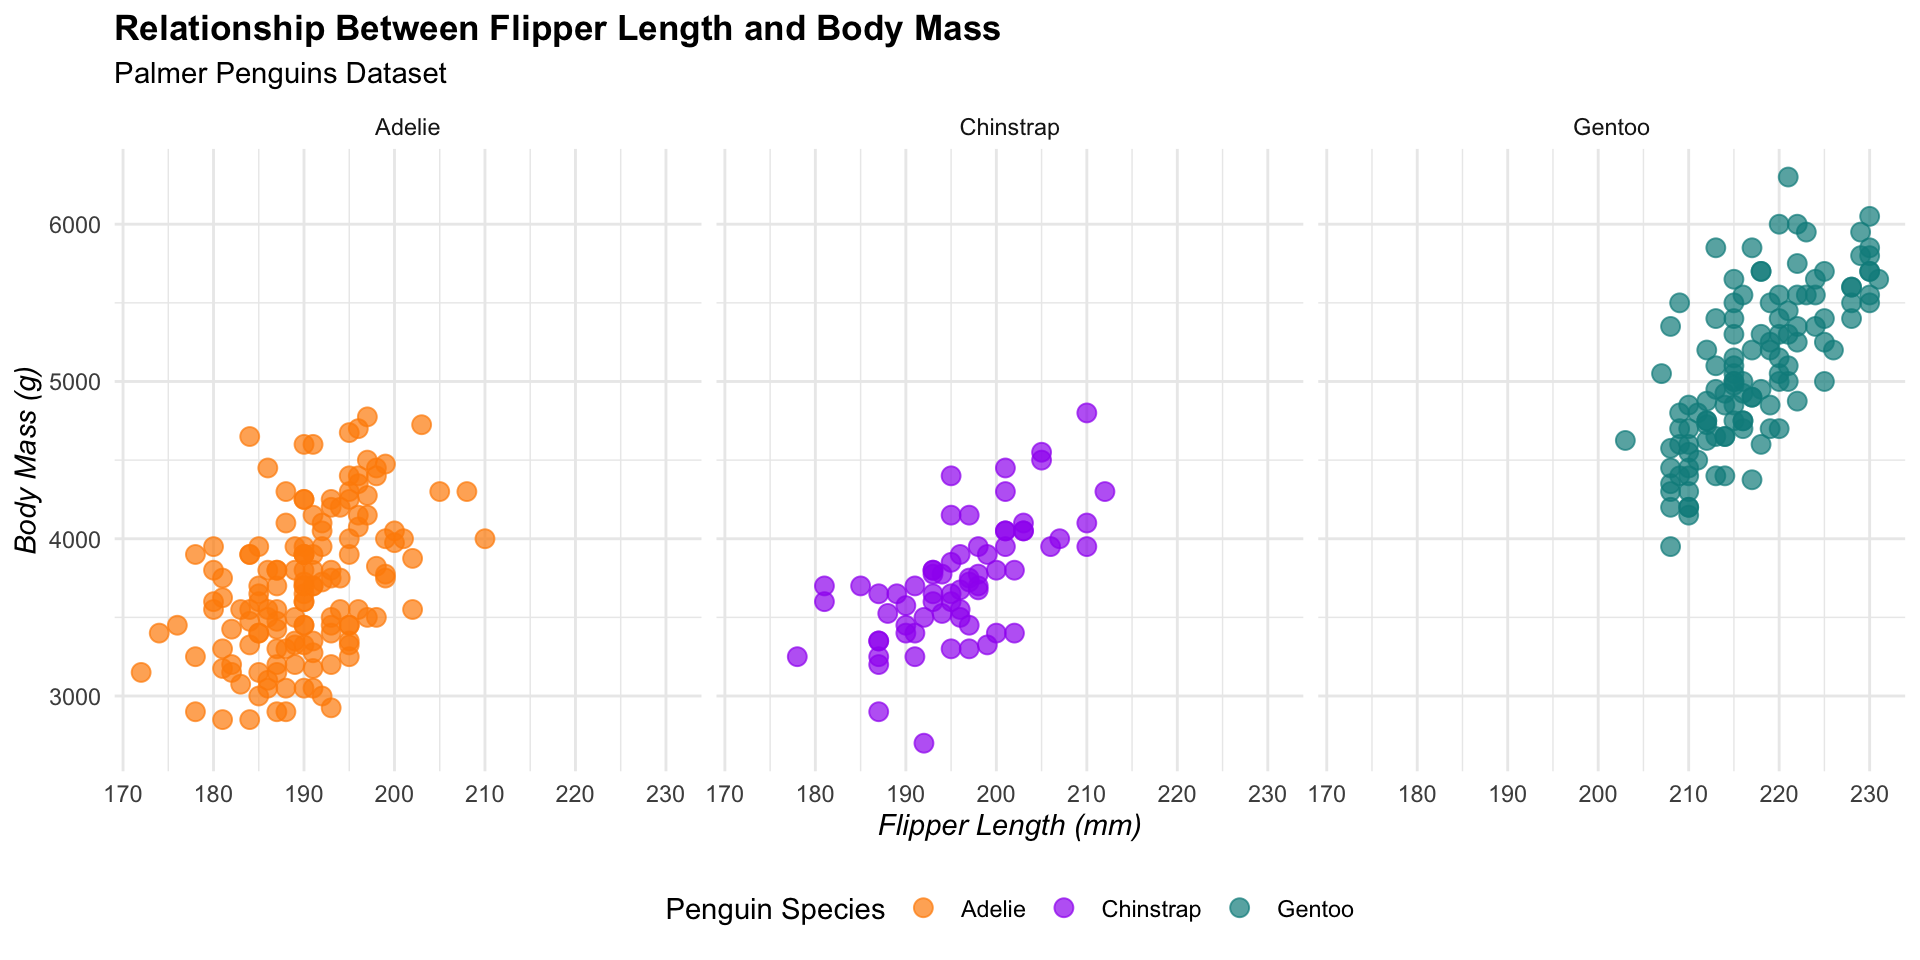 Relationship Between Flipper Length and Body Mass
Palmer Penguins Dataset
Adelie Chinstrap Gentoo
Body Mass (g)
6000
5000
4000
3000
170 180 190 200 210 220 230 170 180 190 200 210 220 230 170 180 190 200 210 220 230
Flipper Length (mm)
Penguin Species Adelie Chinstrap Gentoo